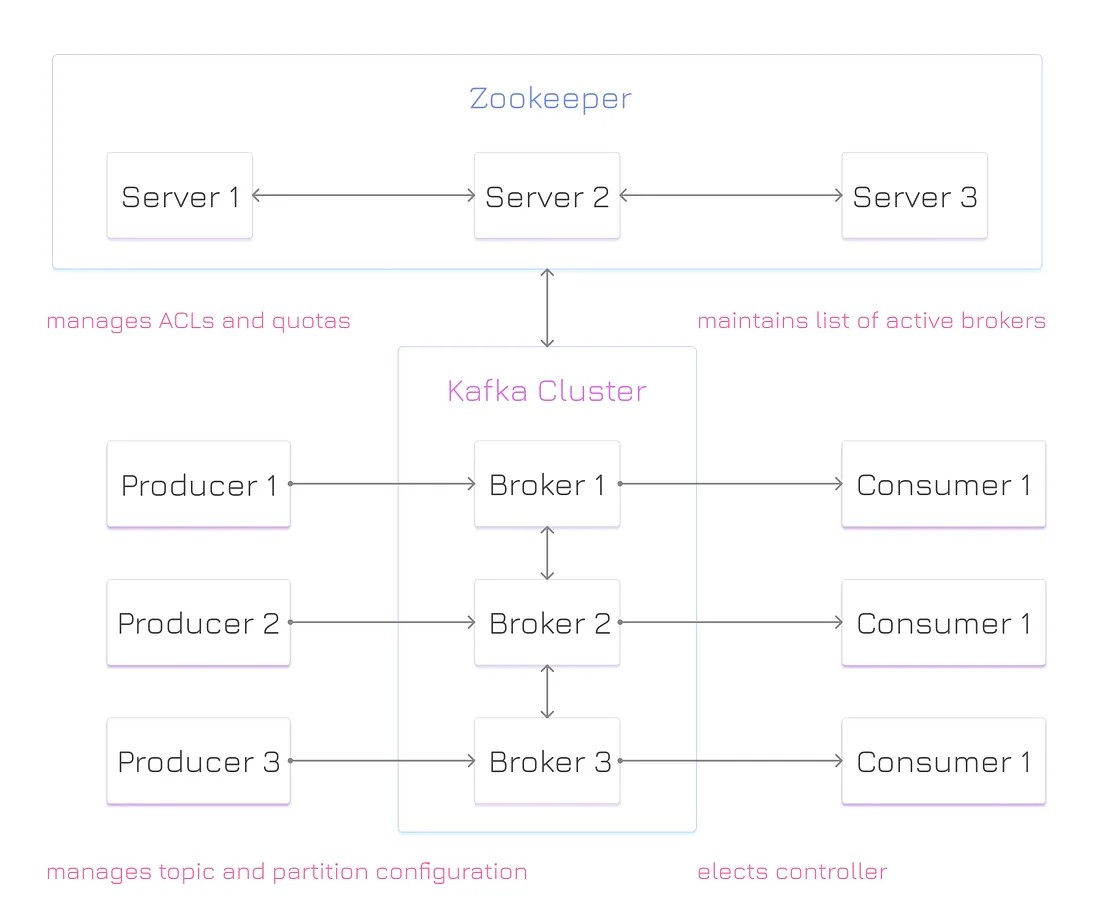 Zookeeper
Server 1
Server 2
Server 3
manages ACLs and quotas
maintains list of active brokers
Kafka Cluster
Producer 1
Broker 1
Consumer 1
Producer 2
Broker 2
Consumer 1
Producer 3
Broker 3
Consumer 1
manages topic and partition configuration
elects controller